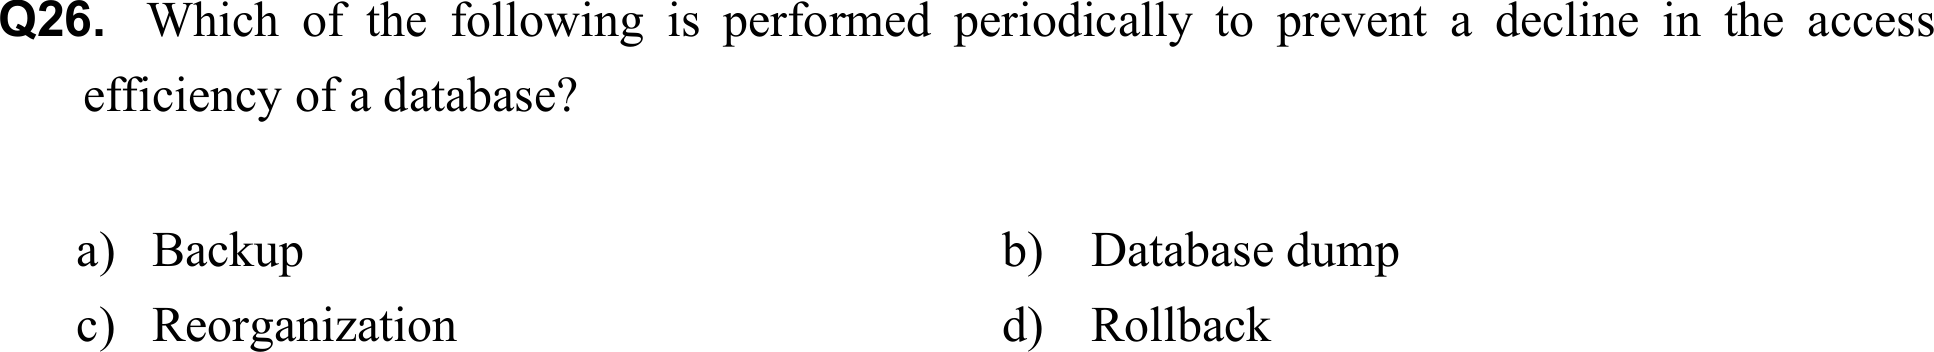 Q26. Which of the following is performed periodically to prevent a decline in the access
efficiency of a database?
a) Backup b) Database dump
c) Reorganization d) Rollback